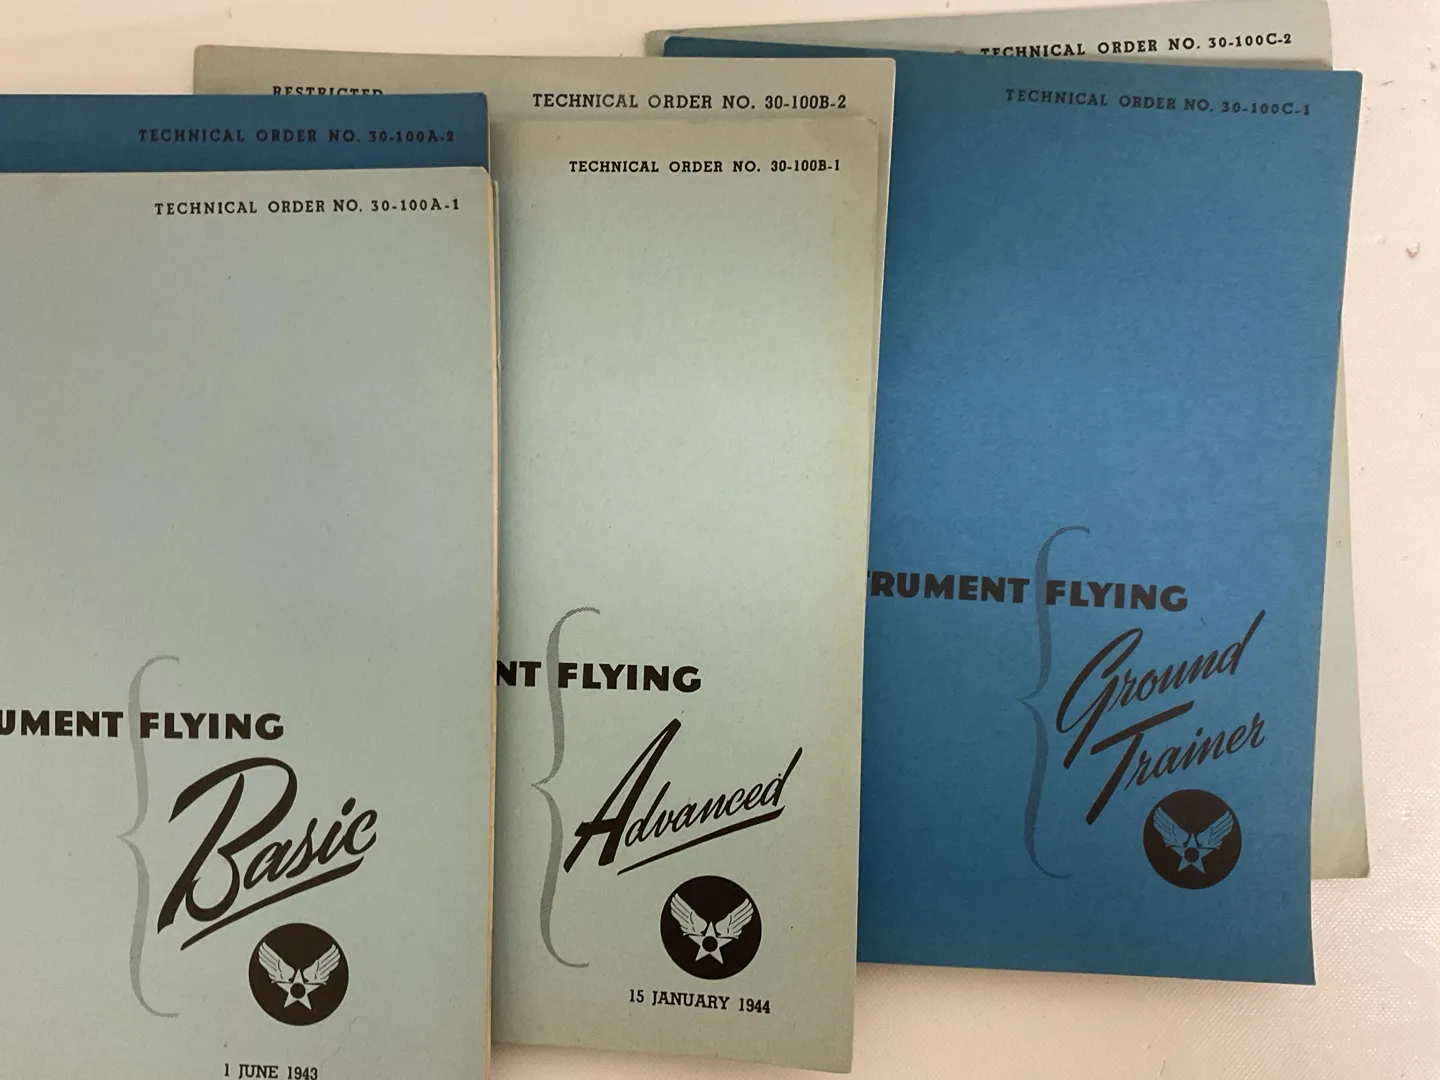 RESTRICTED
TECHNICAL ORDER NO. 30-100A-2
TECHNICAL ORDER NO. 30-100A-1
UMENT FLYING
Basic
1 JUNE 1943
TECHNICAL ORDER NO. 30-100B-2
TECHNICAL ORDER NO. 30-100B-1
NT FLYING
Advanced
15 JANUARY 1944
TECHNICAL ORDER NO. 30-100C-2
TECHNICAL ORDER NO. 30-100C-1
TRUMENT FLYING
Ground
Trainer